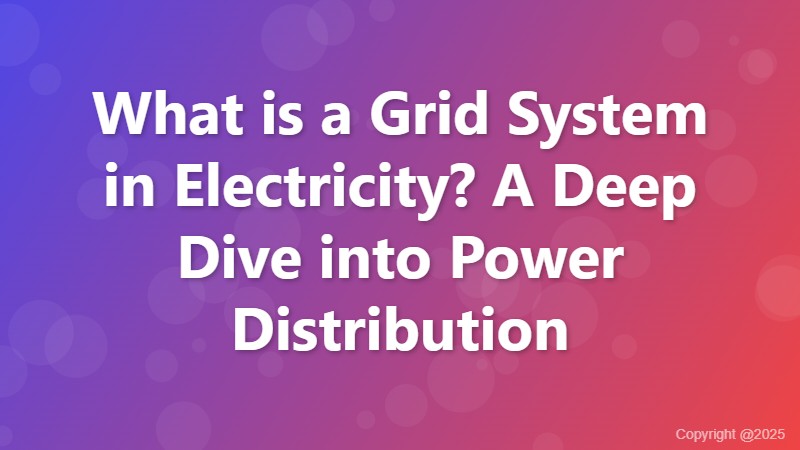 What is a Grid System
in Electricity? A Deep
Dive into Power
Distribution
Copyright @2025